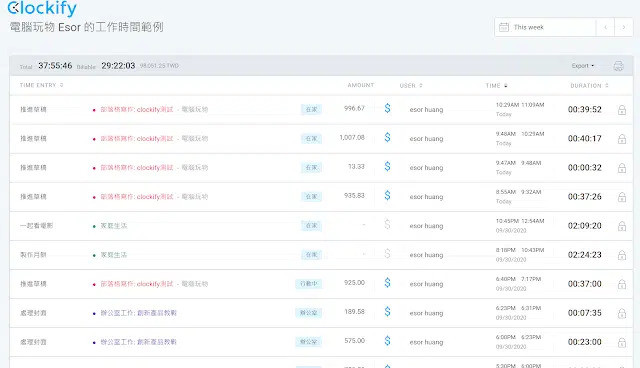 Clockify
電腦玩物 Esor 的工作時間範例
This week
Total: 37:55:46 Billable: 29:22:03 98,051.25 TWD Export
TIME ENTRY AMOUNT USER TIME DURATION
推進草稿 部落格寫作: clockify測試 - 電腦玩物 在家 996.67 $ esor huang 10:29AM 11:09AM 00:39:52
Today
推進草稿 部落格寫作: clockify測試 - 電腦玩物 在家 1,007.08 $ esor huang 9:48AM 10:29AM 00:40:17
Today
推進草稿 部落格寫作: clockify測試 - 電腦玩物 在家 13.33 $ esor huang 9:47AM 9:48AM 00:00:32
Today
推進草稿 部落格寫作: clockify測試 - 電腦玩物 在家 935.83 $ esor huang 8:55AM 9:32AM 00:37:26
Today
一起看電影 家庭生活 在家 - $ esor huang 10:45PM 12:54AM 02:09:20
09/30/2020
製作月餅 家庭生活 在家 - $ esor huang 8:18PM 10:43PM 02:24:23
09/30/2020
推進草稿 部落格寫作: clockify測試 - 電腦玩物 行動中 925.00 $ esor huang 6:40PM 7:17PM 00:37:00
09/30/2020
處理封面 辦公室工作: 創新產品教戰 辦公室 189.58 $ esor huang 6:23PM 6:31PM 00:07:35
09/30/2020
處理封面 辦公室工作: 創新產品教戰 辦公室 575.00 $ esor huang 6:00PM 6:23PM 00:23:00
09/30/2020
5:30PM 6:00PM